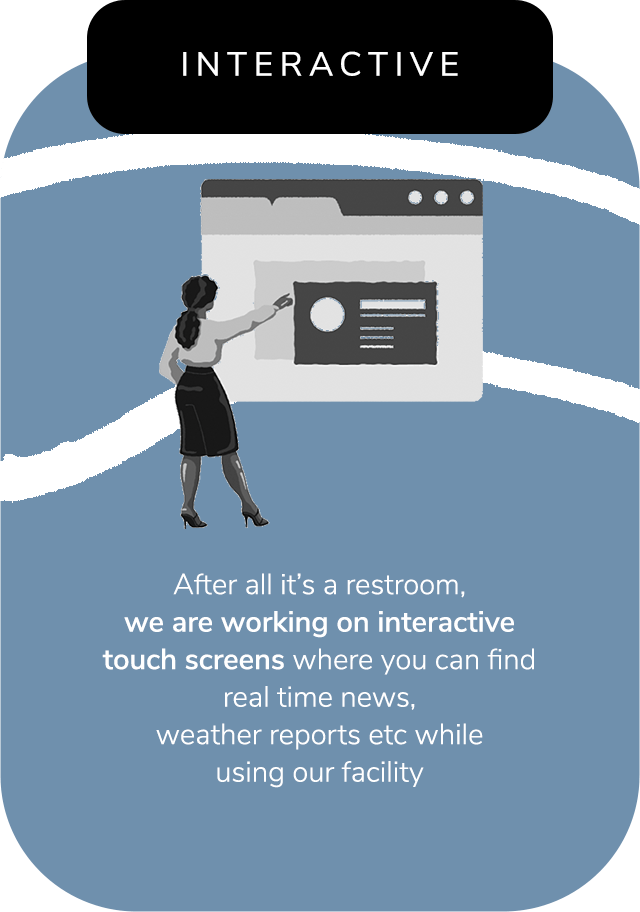 INTERACTIVE
After all it’s a restroom,
we are working on interactive
touch screens where you can find
real time news,
weather reports etc while
using our facility